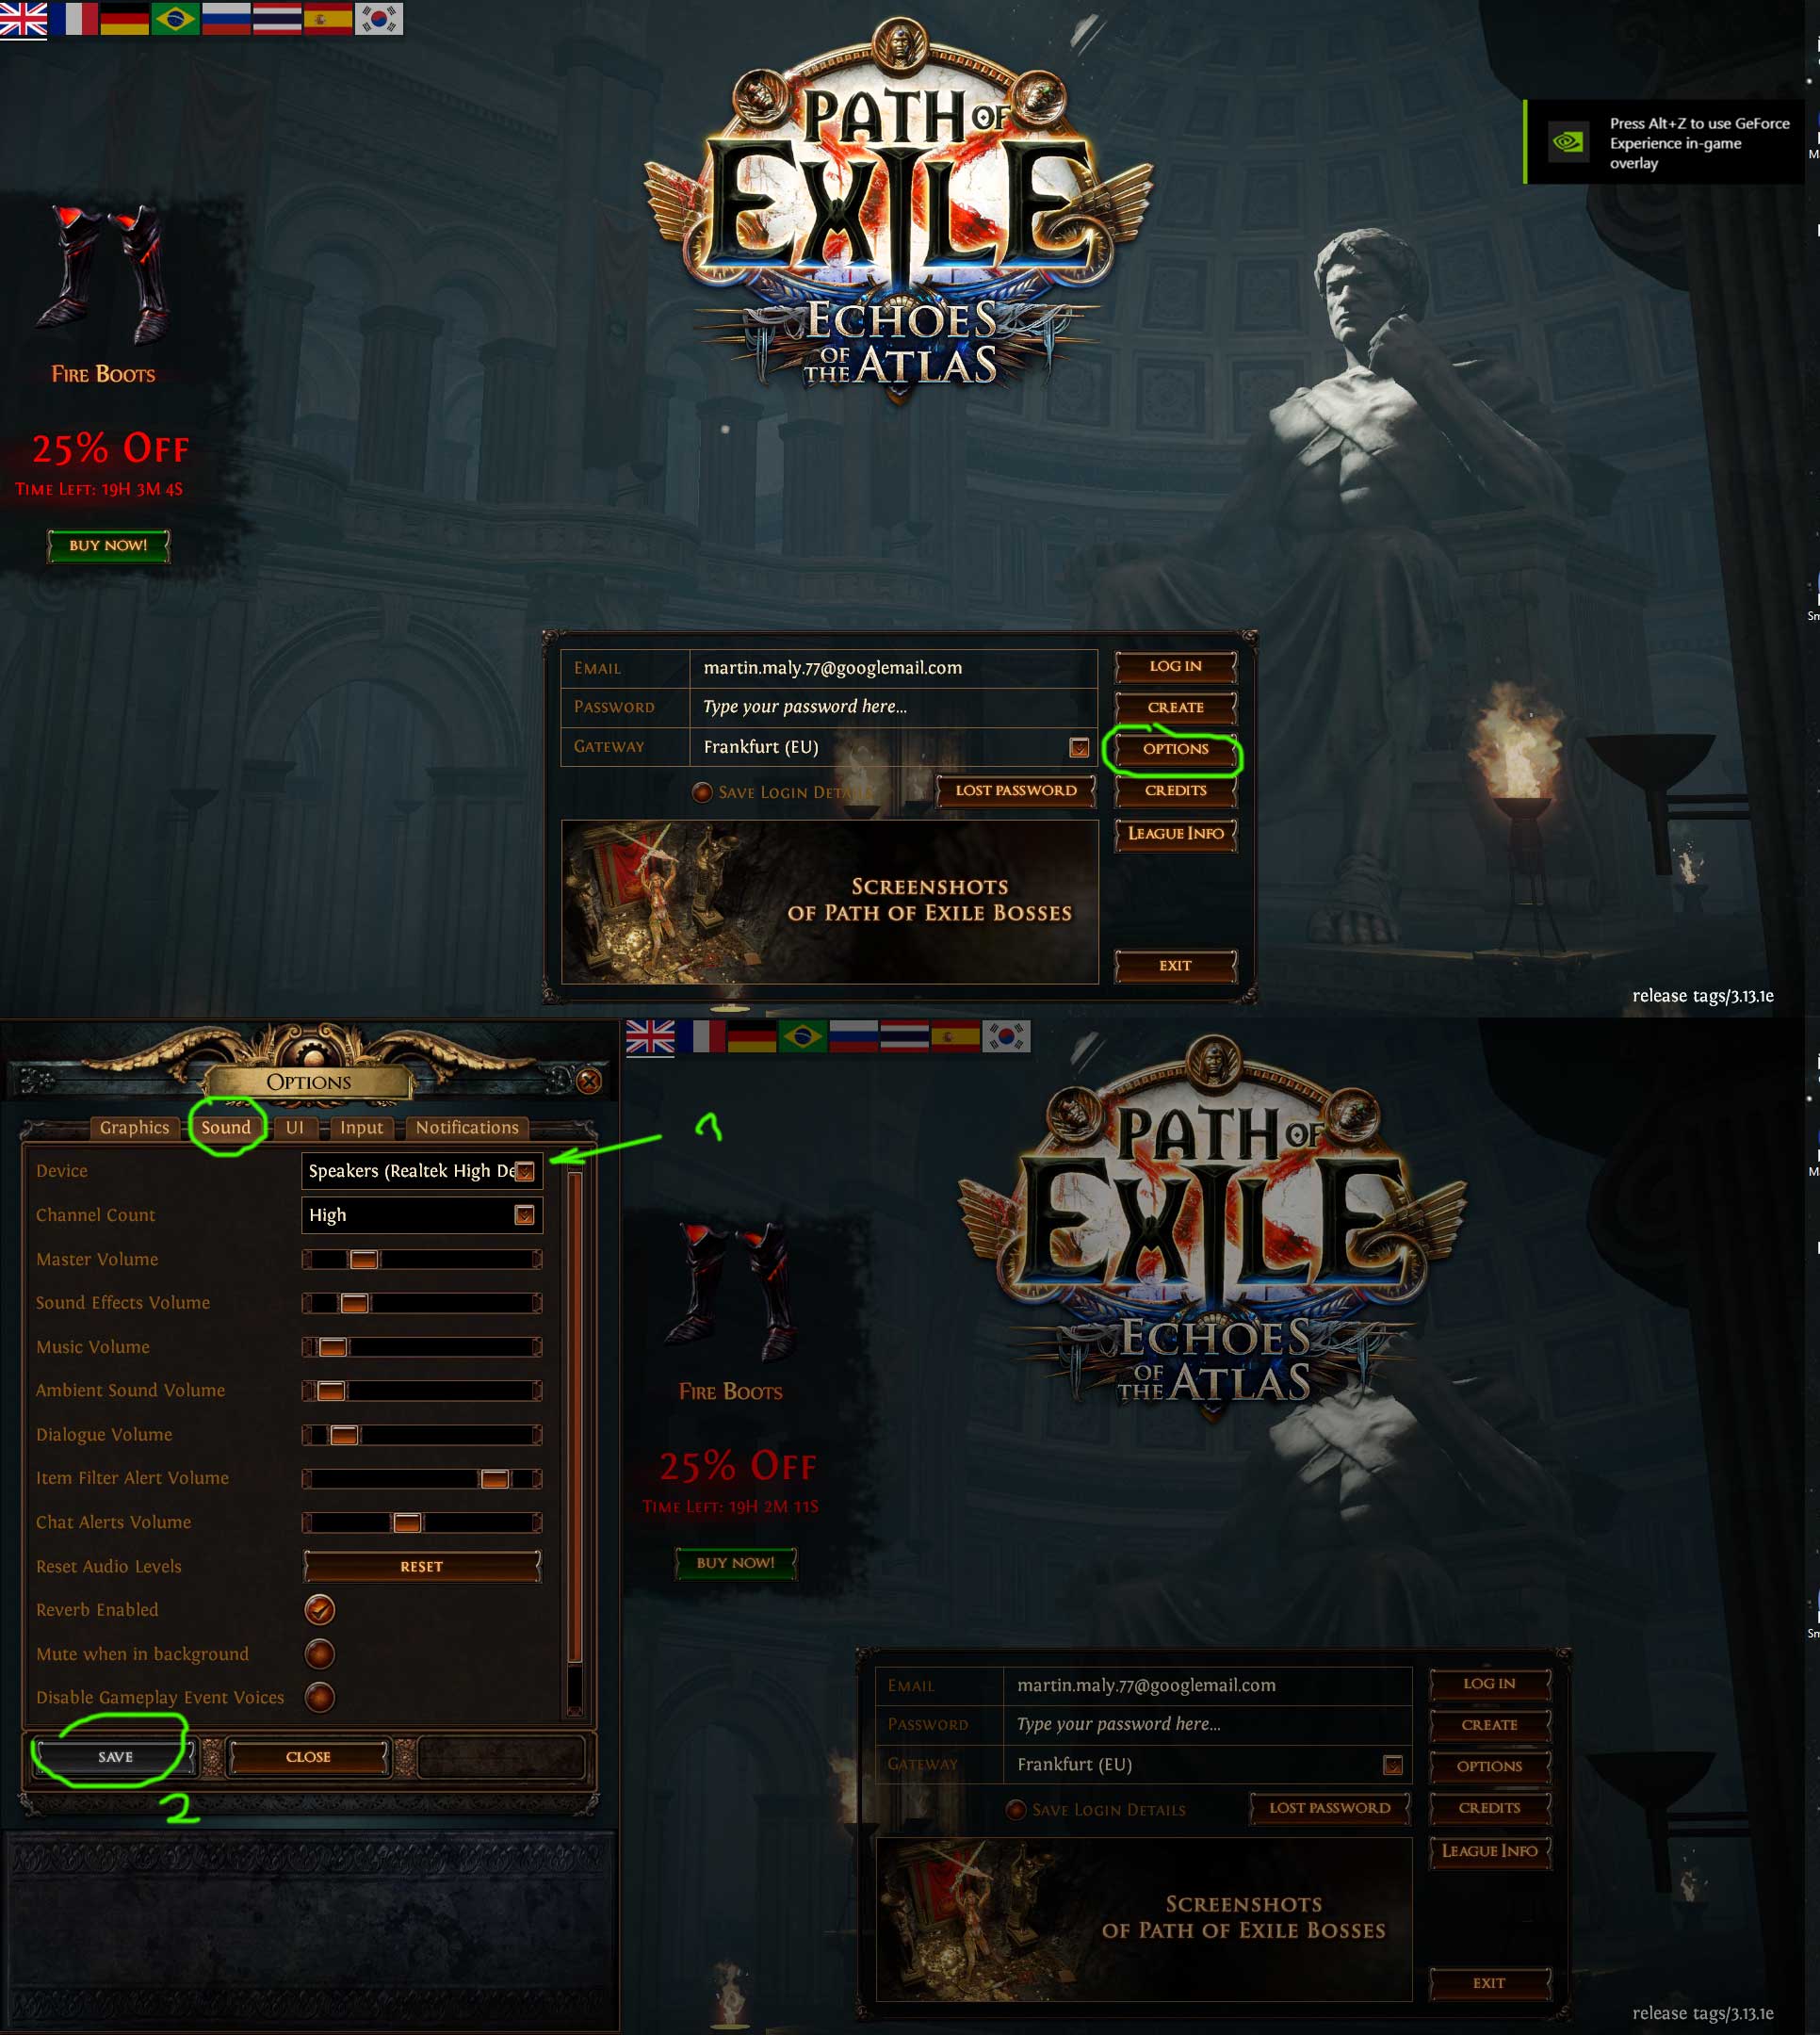 PATH OF
EXILE
ECHOES
OF
THE ATLAS
Press Alt+Z to use GeForce
Experience in-game
overlay
FIRE BOOTS
25% OFF
TIME LEFT: 19H 3M 4S
BUY NOW!
EMAIL martin.maly.77@googlemail.com LOG IN
PASSWORD Type your password here... CREATE
GATEWAY Frankfurt (EU) OPTIONS
SAVE LOGIN DETAILS LOST PASSWORD CREDITS
LEAGUE INFO
SCREENSHOTS
OF PATH OF EXILE BOSSES
EXIT
release tags/3.13.1e
OPTIONS
Graphics Sound UI Input Notifications
Device Speakers (Realtek High De
Channel Count High
Master Volume
Sound Effects Volume
Music Volume
Ambient Sound Volume
Dialogue Volume
Item Filter Alert Volume
Chat Alerts Volume
Reset Audio Levels RESET
Reverb Enabled
Mute when in background
Disable Gameplay Event Voices
SAVE CLOSE
2
1
PATH OF
EXILE
ECHOES
OF
THE ATLAS
FIRE BOOTS
25% OFF
TIME LEFT: 19H 2M 11S
BUY NOW!
EMAIL martin.maly.77@googlemail.com LOG IN
PASSWORD Type your password here... CREATE
GATEWAY Frankfurt (EU) OPTIONS
SAVE LOGIN DETAILS LOST PASSWORD CREDITS
LEAGUE INFO
SCREENSHOTS
OF PATH OF EXILE BOSSES
EXIT
release tags/3.13.1e